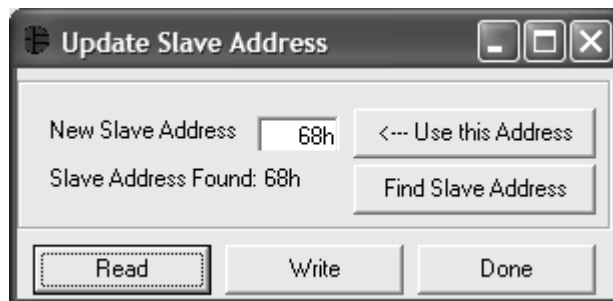 Update Slave Address
New Slave Address 68h <--- Use this Address
Slave Address Found: 68h Find Slave Address
Read Write Done